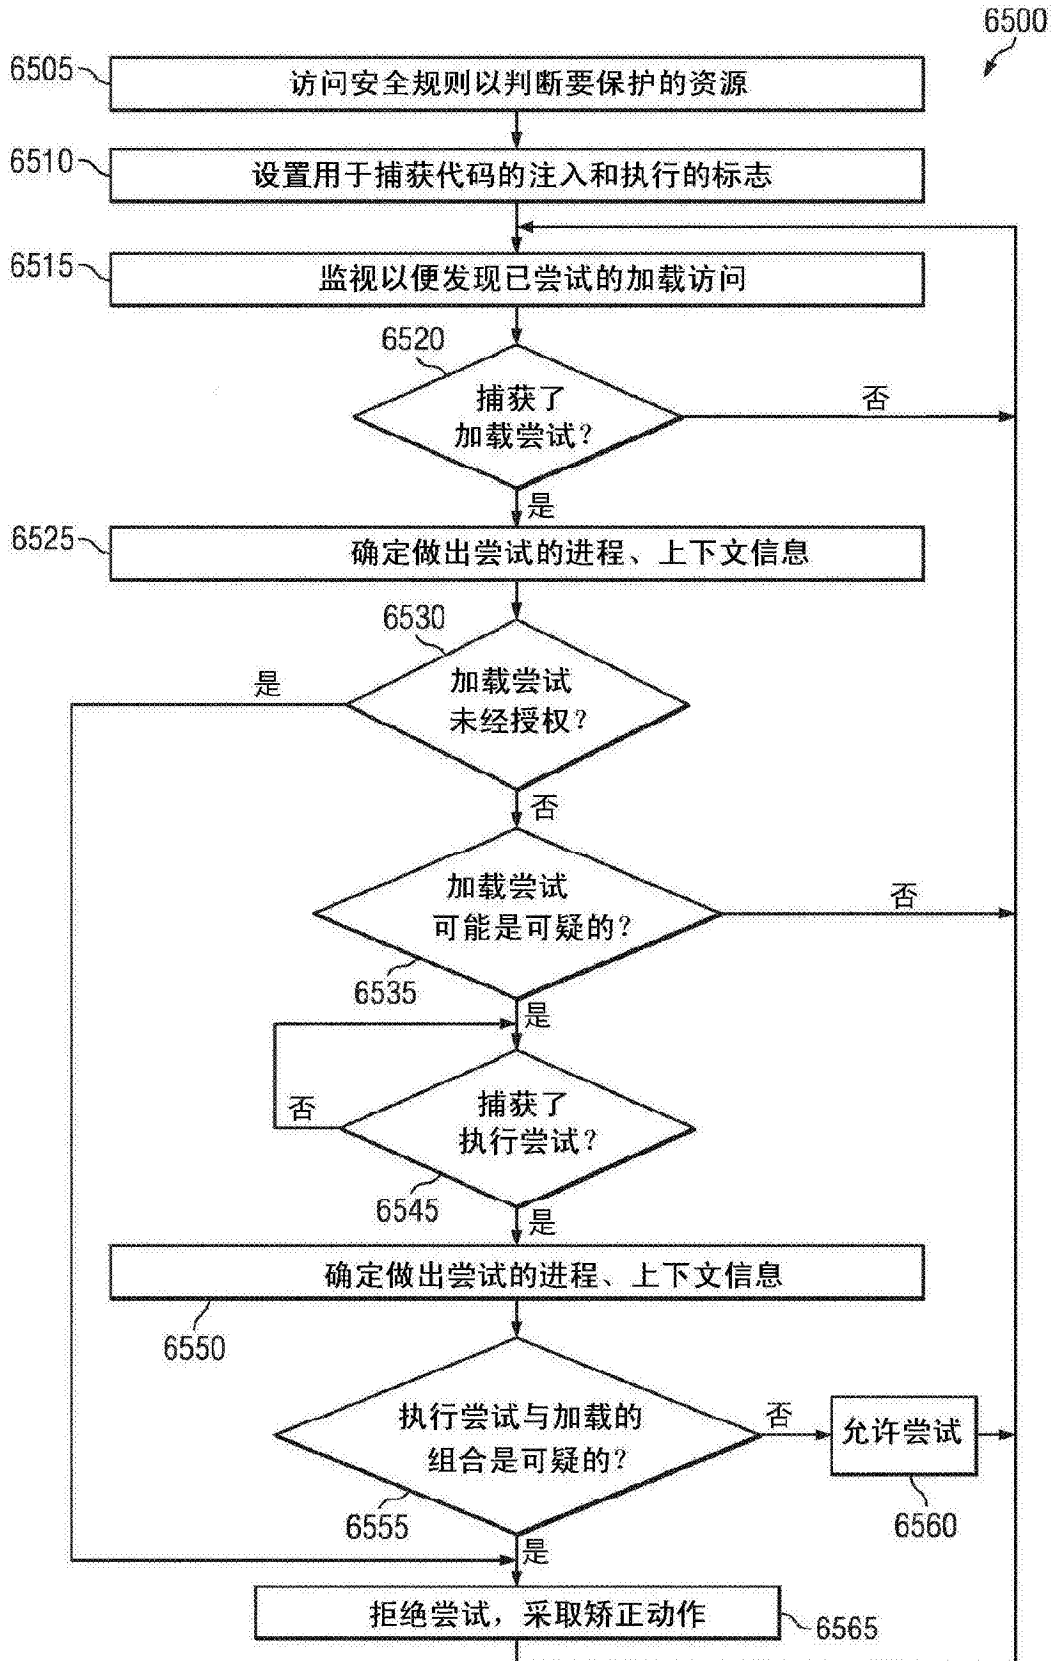 6500
6505
访问安全规则以判断要保护的资源
6510
设置用于捕获代码的注入和执行的标志
6515
监视以便发现已尝试的加载访问
6520
捕获了
加载尝试？
否
是
6525
确定做出尝试的进程、上下文信息
6530
加载尝试
未经授权？
是
否
加载尝试
可能是可疑的？
否
6535
是
捕获了
执行尝试？
否
6545
是
确定做出尝试的进程、上下文信息
6550
执行尝试与加载的
组合是可疑的？
否
允许尝试
6555
6560
是
拒绝尝试，采取矫正动作
6565